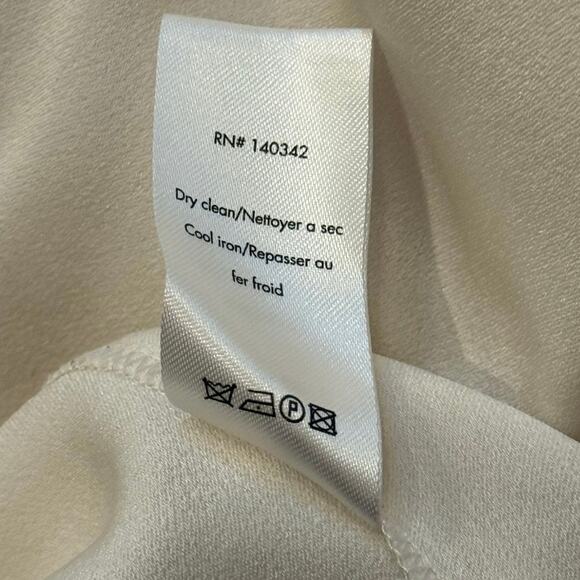 RN# 140342
Dry clean/Nettoyer a sec
Cool iron/Repasser au
fer froid
P